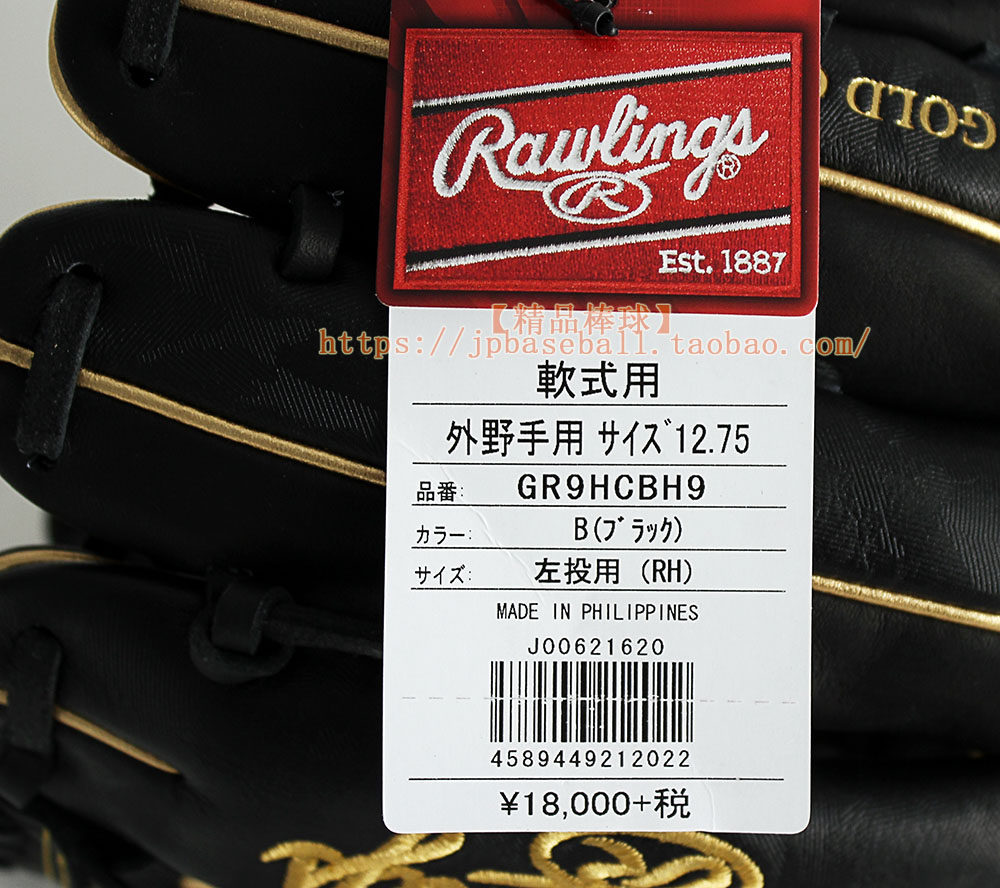 Rawlings®
R
Est. 1887
GOLD
【精品棒球】
https://jpbaseball.taobao.com/
軟式用
外野手用 サイズ12.75
品番: GR9HCBH9
カラー: B(ブラック)
サイズ: 左投用 (RH)
MADE IN PHILIPPINES
J00621620
4589449212022
¥18,000+税